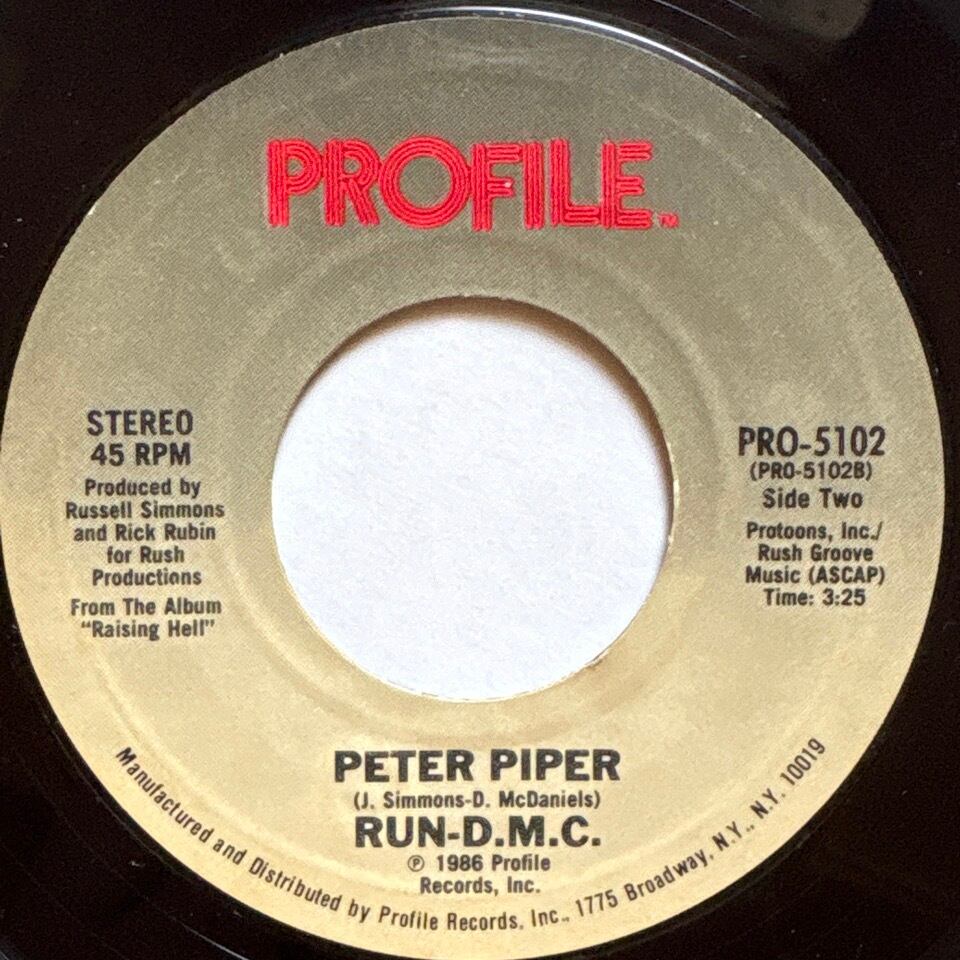 PROFILE™
STEREO
45 RPM
Produced by
Russell Simmons
and Rick Rubin
for Rush
Productions
From The Album
"Raising Hell"
PRO-5102
(PRO-5102B)
Side Two
Protoons, Inc./
Rush Groove
Music (ASCAP)
Time: 3:25
PETER PIPER
(J. Simmons-D. McDaniels)
RUN-D.M.C.
℗ 1986 Profile
Records, Inc.
Manufactured and Distributed by Profile Records, Inc., 1775 Broadway, N.Y., N.Y. 10019